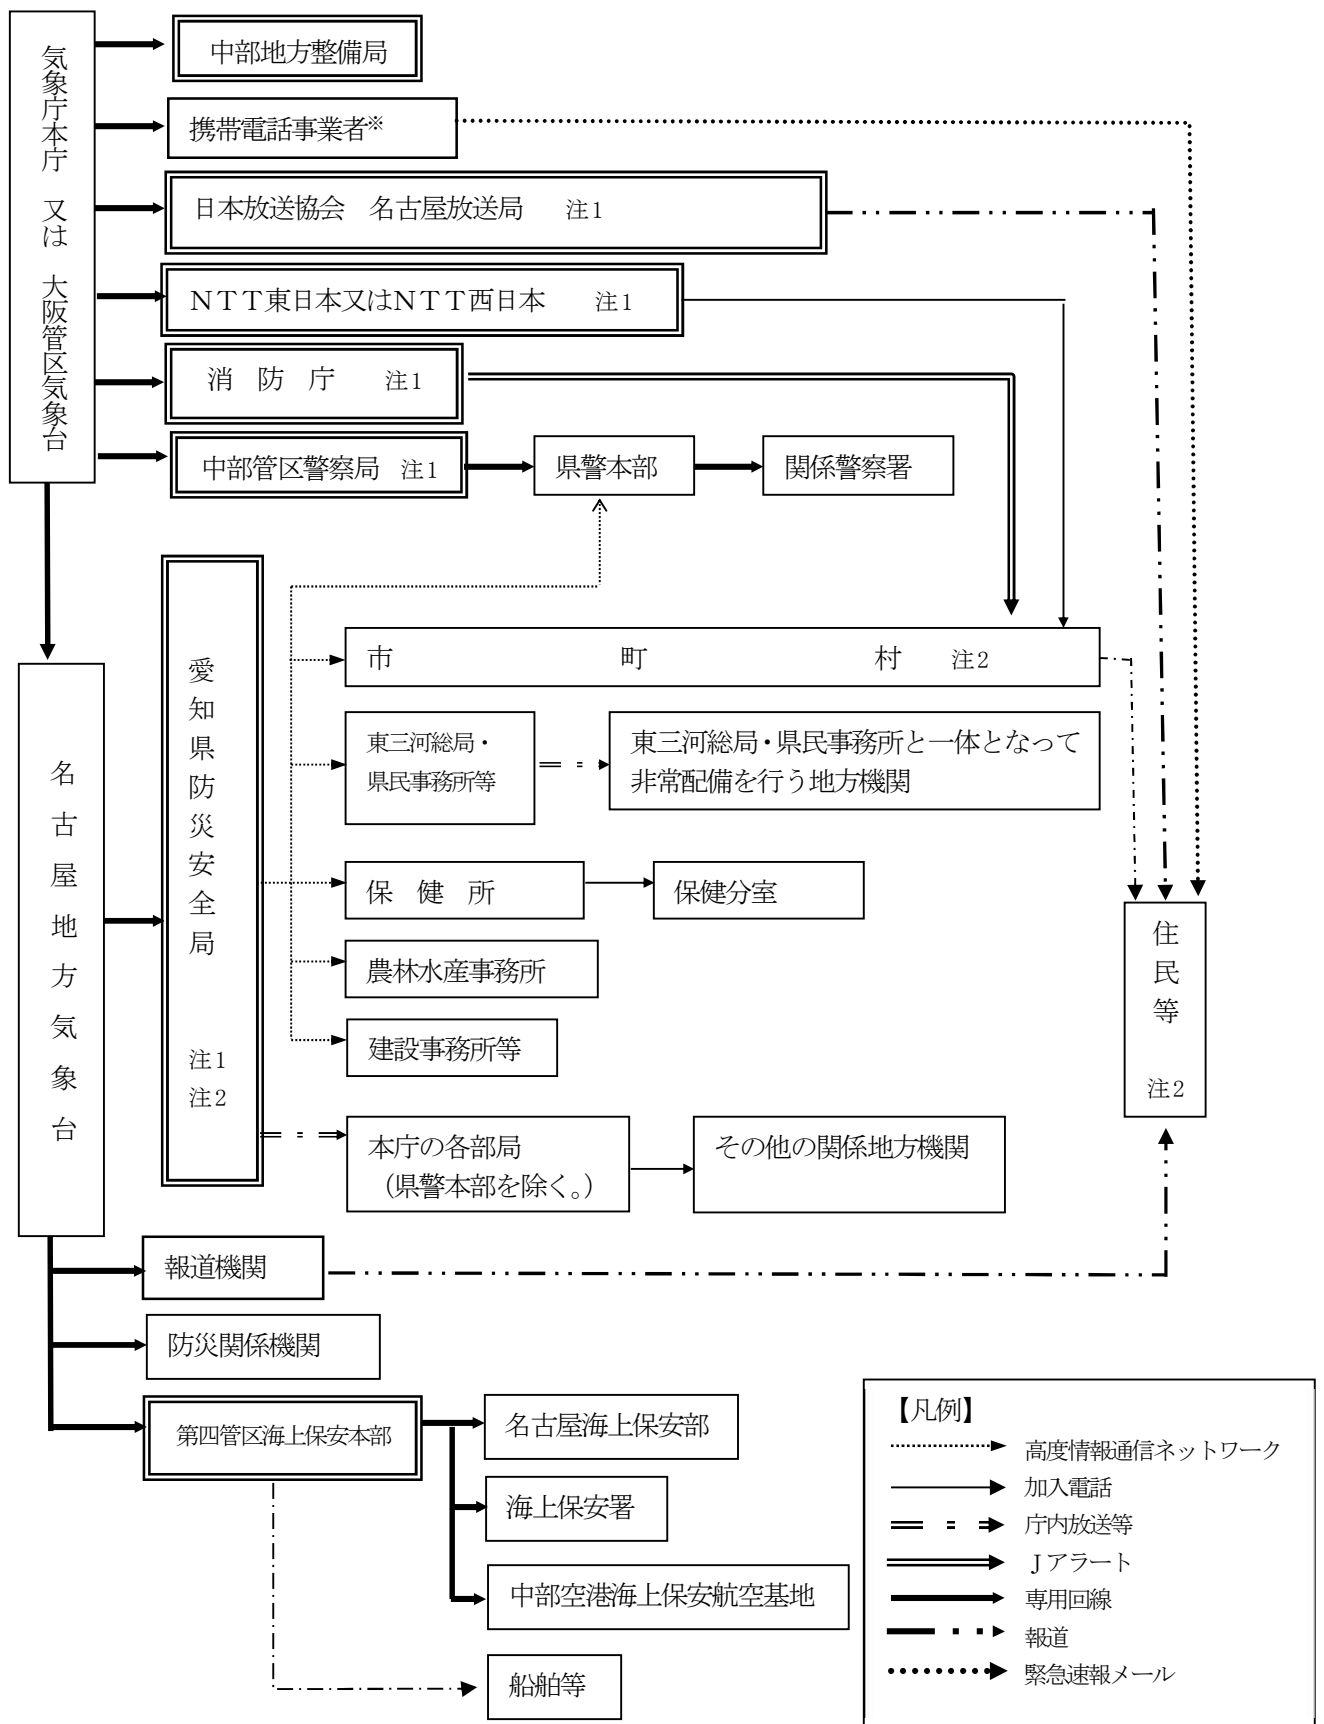 気象庁本庁 又は 大阪管区気象台
中部地方整備局
携帯電話事業者※
日本放送協会 名古屋放送局 注1
ＮＴＴ東日本又はＮＴＴ西日本 注1
消 防 庁 注1
中部管区警察局 注1
県警本部
関係警察署
名古屋地方気象台
愛知県防災安全局
注1
注2
市 町 村 注2
東三河総局・
県民事務所等
東三河総局・県民事務所と一体となって
非常配備を行う地方機関
保 健 所
保健分室
農林水産事務所
建設事務所等
本庁の各部局
（県警本部を除く。）
その他の関係地方機関
住民等
注2
報道機関
防災関係機関
第四管区海上保安本部
名古屋海上保安部
海上保安署
中部空港海上保安航空基地
船舶等
【凡例】
高度情報通信ネットワーク
加入電話
庁内放送等
Ｊアラート
専用回線
報道
緊急速報メール